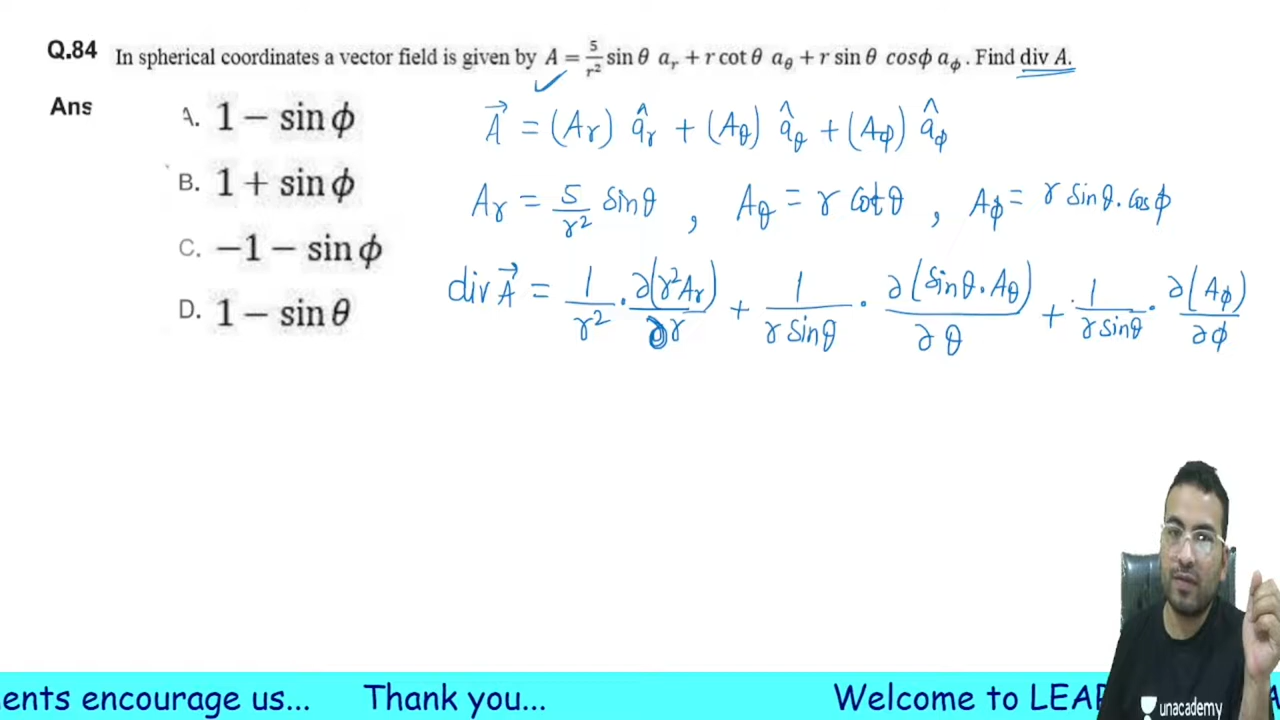 Q.84 In spherical coordinates a vector field is given by A = 5/r² sin θ a_r + r cot θ a_θ + r sin θ cosϕ a_ϕ. Find div A.
Ans
A. 1 − sin ϕ
B. 1 + sin ϕ
C. −1 − sin ϕ
D. 1 − sin θ
A⃗ = (A_r) â_r + (A_θ) â_θ + (A_ϕ) â_ϕ
A_r = 5/r² sinθ , A_θ = r cotθ , A_ϕ = r sinθ. cosϕ
div A⃗ = 1/r² · ∂(r²A_r)/∂r + 1/(r sinθ) · ∂(sinθ · A_θ)/∂θ + 1/(r sinθ) · ∂(A_ϕ)/∂ϕ
unacademy
ents encourage us... Thank you... Welcome to LEAR